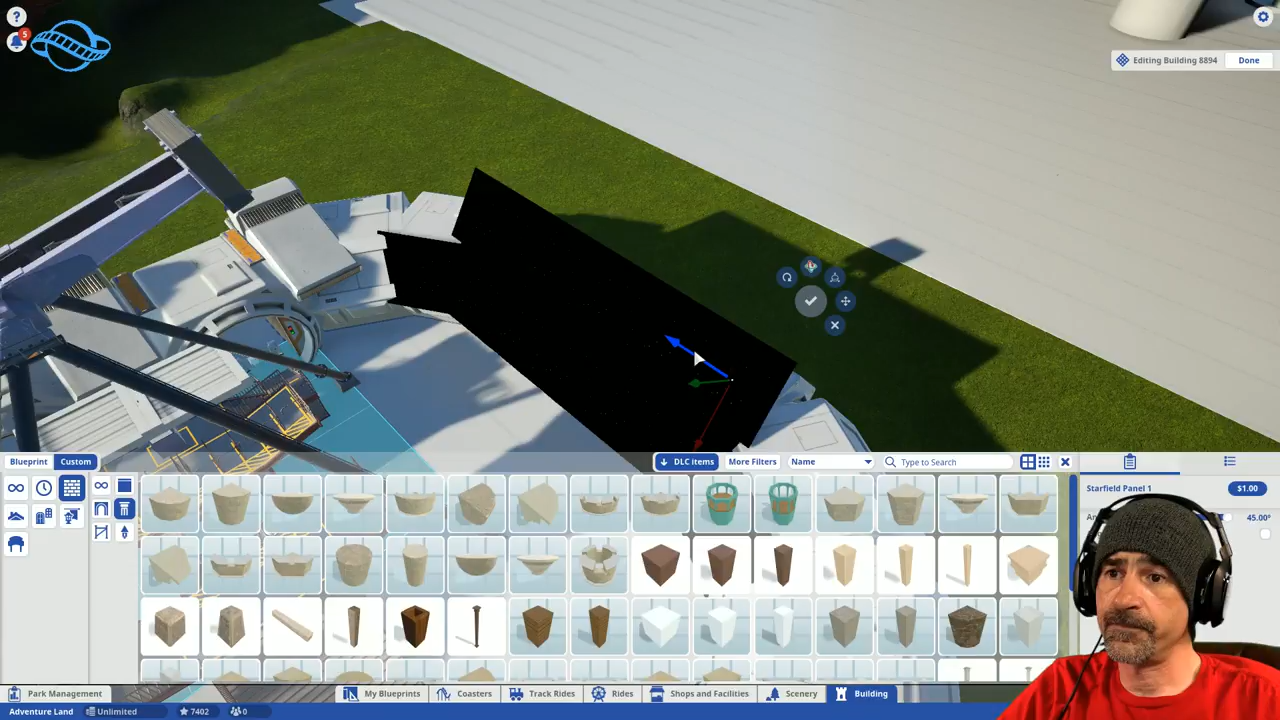 ?
5
Editing Building 8894 Done
Blueprint Custom DLC items More Filters Name Type to Search
Starfield Panel 1 $1.00
45.00°
Park Management My Blueprints Coasters Track Rides Rides Shops and Facilities Scenery Building
Adventure Land Unlimited 7402 0